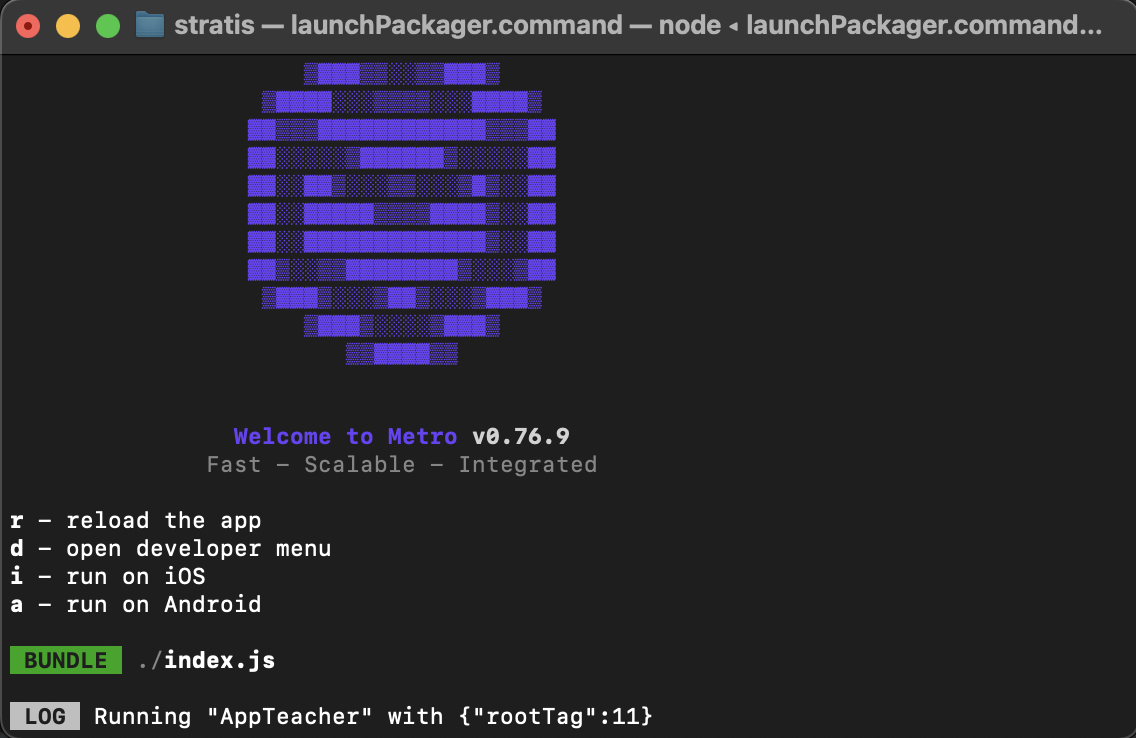 stratis — launchPackager.command — node ◂ launchPackager.command...
Welcome to Metro v0.76.9
Fast - Scalable - Integrated
r - reload the app
d - open developer menu
i - run on iOS
a - run on Android
BUNDLE ./index.js
LOG Running "AppTeacher" with {"rootTag":11}